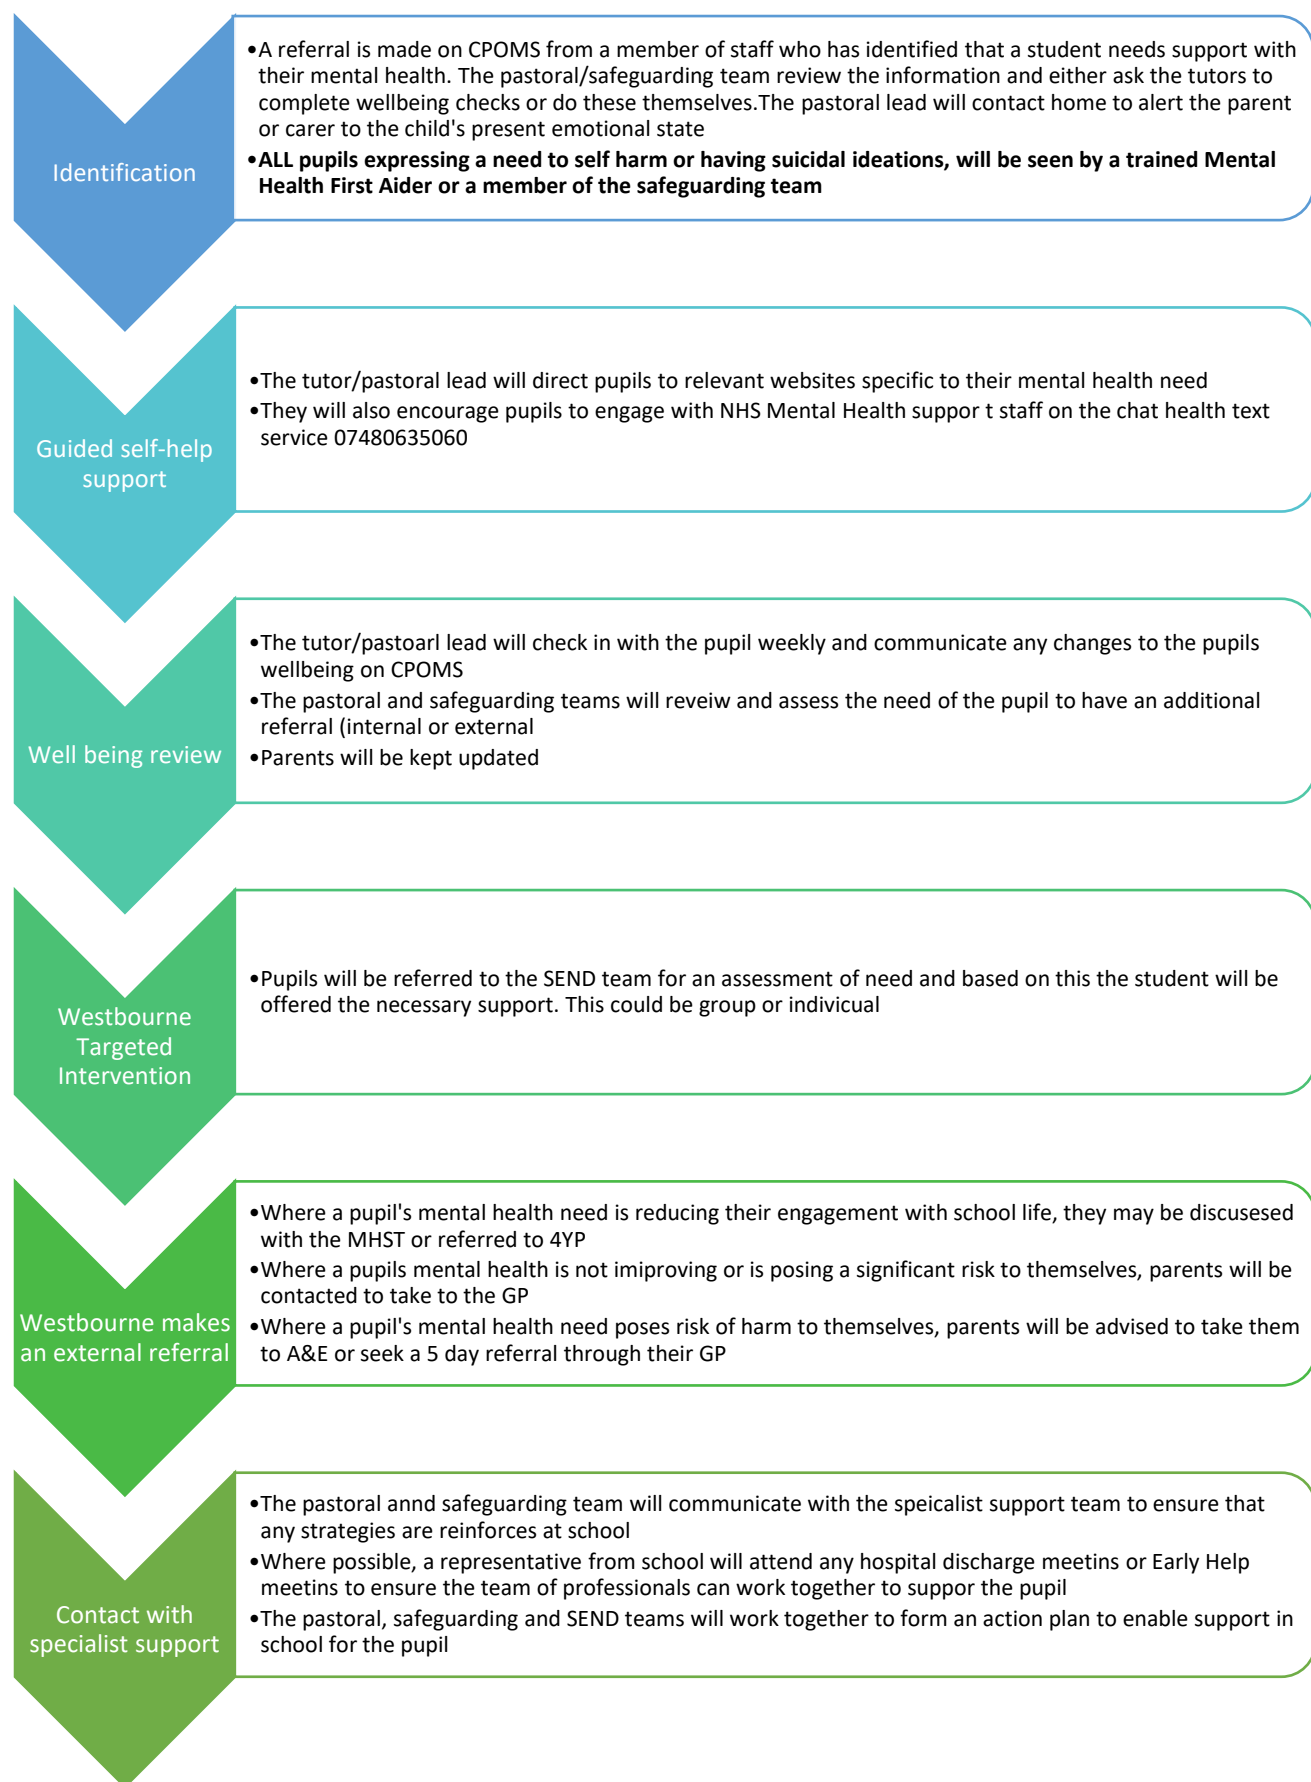 Identification
•A referral is made on CPOMS from a member of staff who has identified that a student needs support with
their mental health. The pastoral/safeguarding team review the information and either ask the tutors to
complete wellbeing checks or do these themselves.The pastoral lead will contact home to alert the parent
or carer to the child's present emotional state
•ALL pupils expressing a need to self harm or having suicidal ideations, will be seen by a trained Mental
Health First Aider or a member of the safeguarding team
Guided self-help
support
•The tutor/pastoral lead will direct pupils to relevant websites specific to their mental health need
•They will also encourage pupils to engage with NHS Mental Health suppor t staff on the chat health text
service 07480635060
Well being review
•The tutor/pastoarl lead will check in with the pupil weekly and communicate any changes to the pupils
wellbeing on CPOMS
•The pastoral and safeguarding teams will reveiw and assess the need of the pupil to have an additional
referral (internal or external
•Parents will be kept updated
Westbourne
Targeted
Intervention
•Pupils will be referred to the SEND team for an assessment of need and based on this the student will be
offered the necessary support. This could be group or indivicual
Westbourne makes
an external referral
•Where a pupil's mental health need is reducing their engagement with school life, they may be discusesed
with the MHST or referred to 4YP
•Where a pupils mental health is not imiproving or is posing a significant risk to themselves, parents will be
contacted to take to the GP
•Where a pupil's mental health need poses risk of harm to themselves, parents will be advised to take them
to A&E or seek a 5 day referral through their GP
Contact with
specialist support
•The pastoral annd safeguarding team will communicate with the speicalist support team to ensure that
any strategies are reinforces at school
•Where possible, a representative from school will attend any hospital discharge meetins or Early Help
meetins to ensure the team of professionals can work together to suppor the pupil
•The pastoral, safeguarding and SEND teams will work together to form an action plan to enable support in
school for the pupil